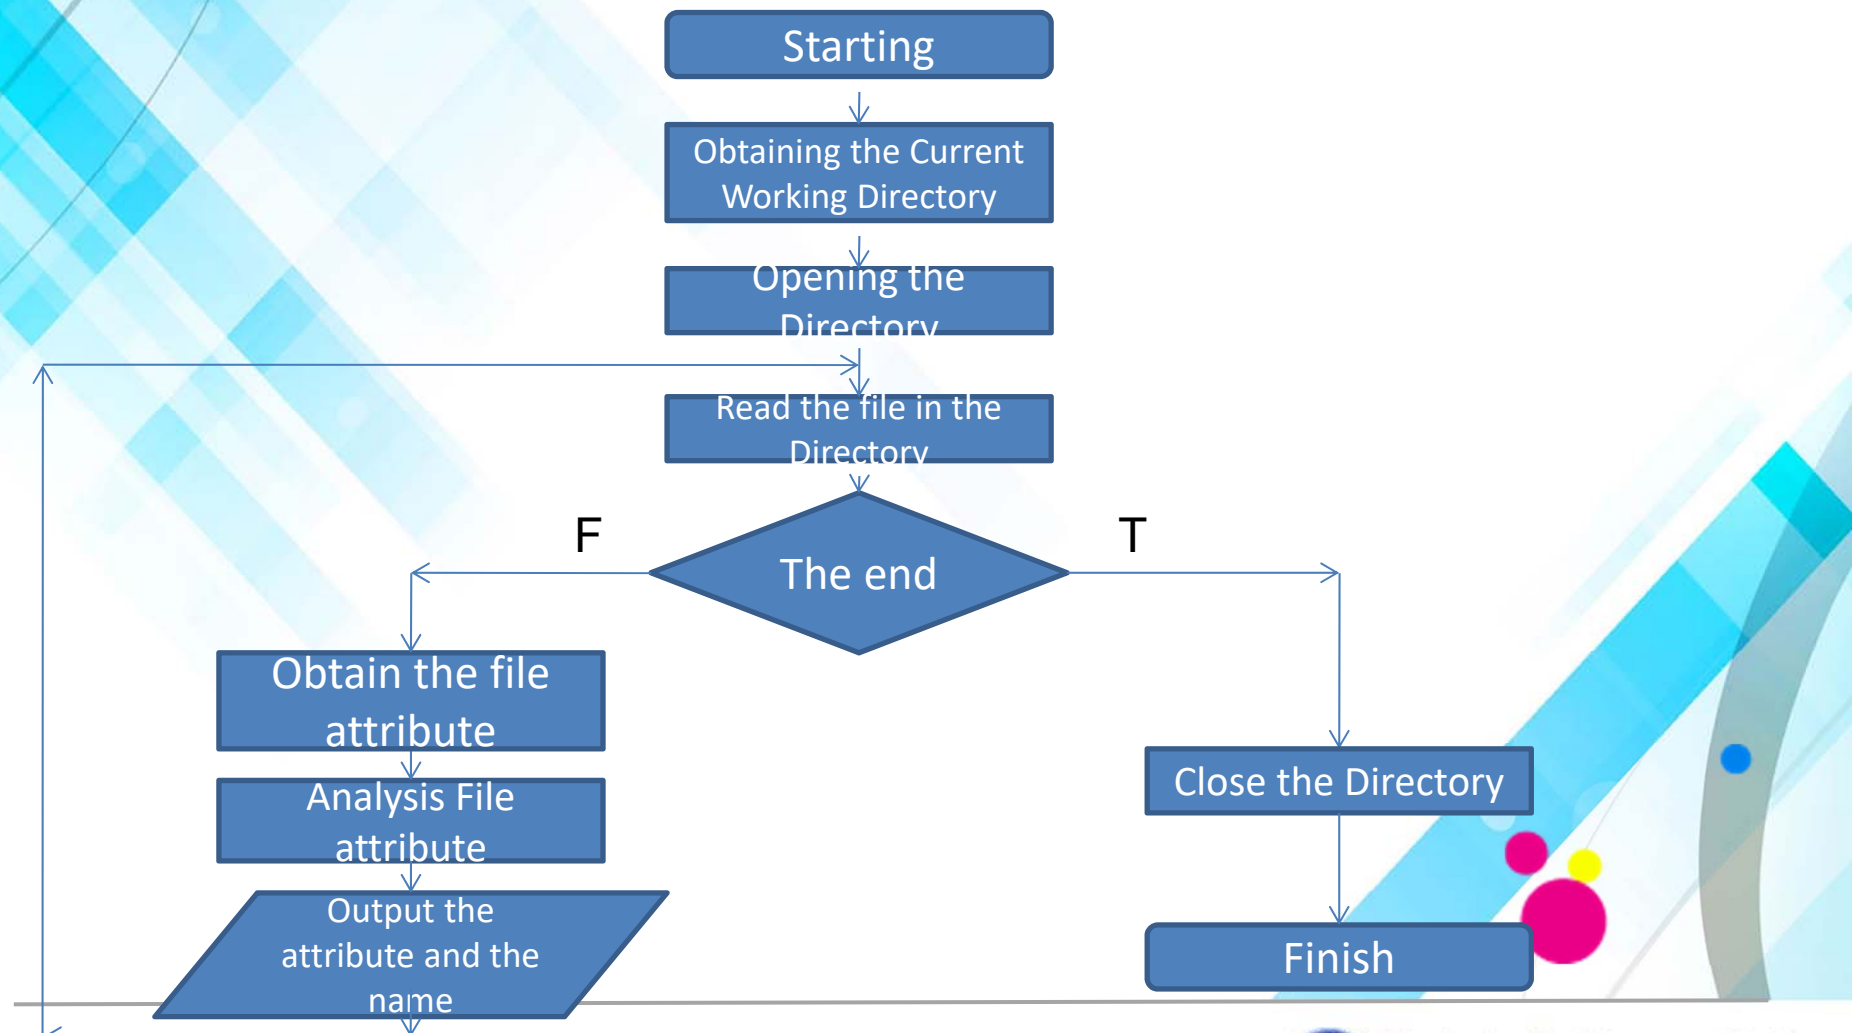 Starting
Obtaining the Current
Working Directory
Opening the
Directory
Read the file in the
Directory
F
T
The end
Obtain the file
attribute
Analysis File
attribute
Close the Directory
Output the
attribute and the
name
Finish